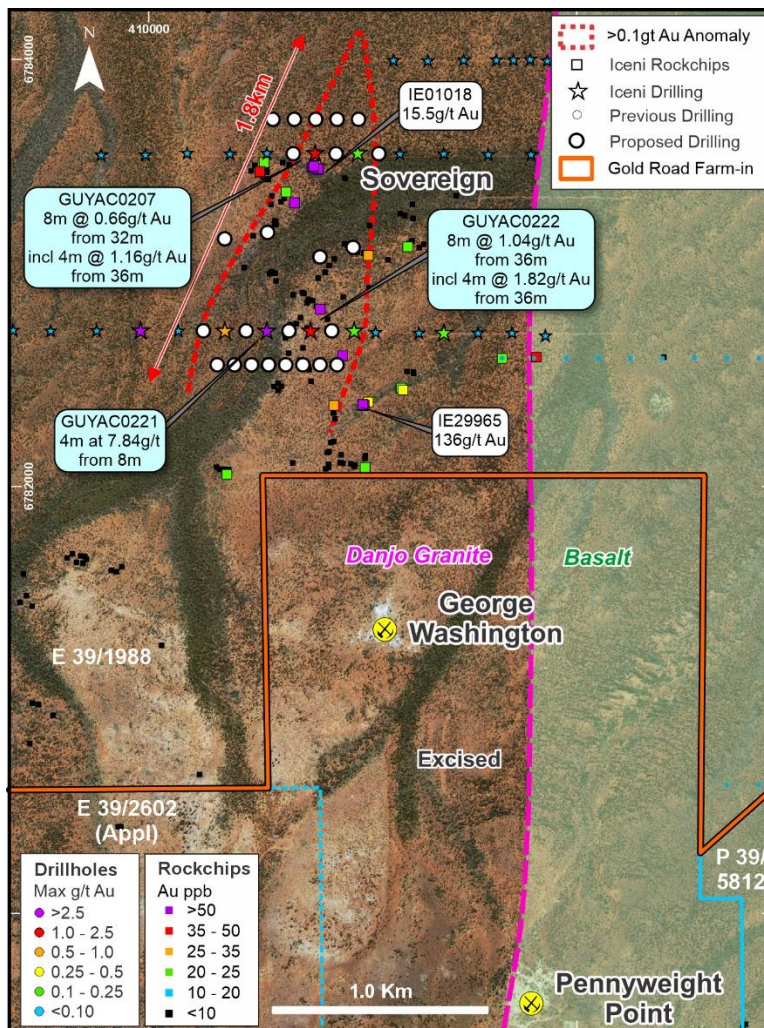 410000
N
6784000
1.8km
IE01018
15.5g/t Au
>0.1gt Au Anomaly
Iceni Rockchips
Iceni Drilling
Previous Drilling
Proposed Drilling
Gold Road Farm-in
Sovereign
GUYAC0207
8m @ 0.66g/t Au
from 32m
incl 4m @ 1.16g/t Au
from 36m
GUYAC0222
8m @ 1.04g/t Au
from 36m
incl 4m @ 1.82g/t Au
from 36m
GUYAC0221
4m at 7.84g/t
from 8m
IE29965
136g/t Au
6782000
Danjo Granite
Basalt
George
Washington
E 39/1988
Excised
E 39/2602
(Appl)
P 39/
5812
Drillholes
Max g/t Au
>2.5
1.0 - 2.5
0.5 - 1.0
0.25 - 0.5
0.1 - 0.25
<0.10
Rockchips
Au ppb
>50
35 - 50
25 - 35
20 - 25
10 - 20
<10
1.0 Km
Pennyweight
Point